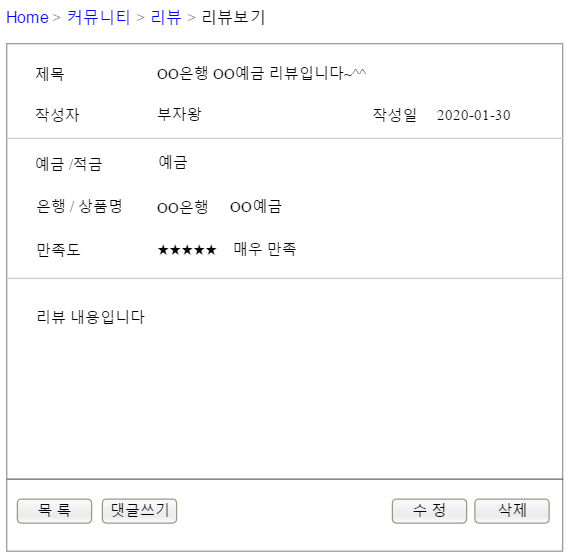 Home > 커뮤니티 > 리뷰 > 리뷰보기
제목 OO은행 OO예금 리뷰입니다~^^
작성자 부자왕 작성일 2020-01-30
예금 /적금 예금
은행 / 상품명 OO은행 OO예금
만족도 ★★★★★ 매우 만족
리뷰 내용입니다
목 록 댓글쓰기 수 정 삭제